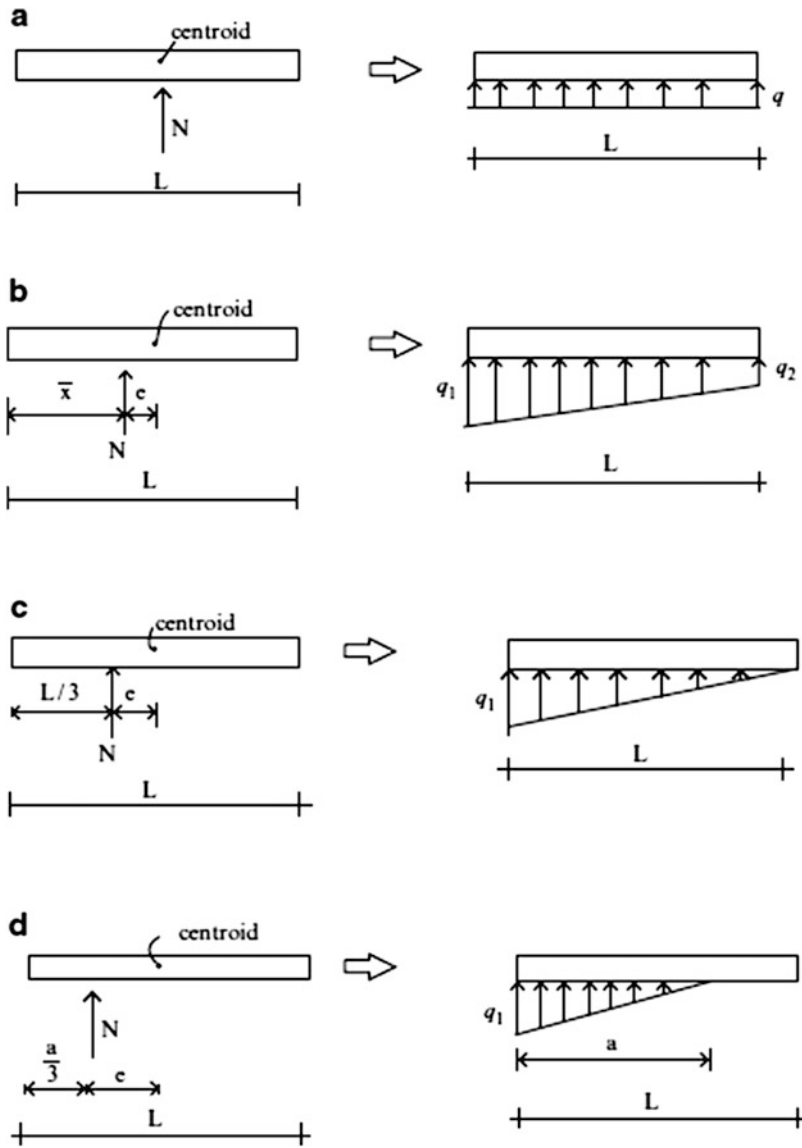 a
centroid
N
q
L
L
b
centroid
x̅
e
N
q₁
q₂
L
L
c
centroid
L/3
e
N
q₁
L
L
d
centroid
N
q₁
a/3
e
a
L
L